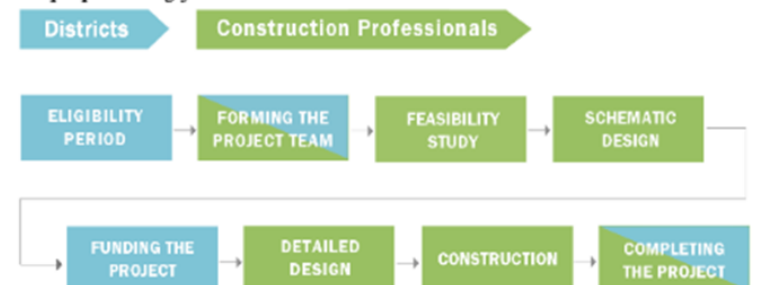 Districts
Construction Professionals
ELIGIBILITY
PERIOD
FORMING THE
PROJECT TEAM
FEASIBILITY
STUDY
SCHEMATIC
DESIGN
FUNDING THE
PROJECT
DETAILED
DESIGN
CONSTRUCTION
COMPLETING
THE PROJECT